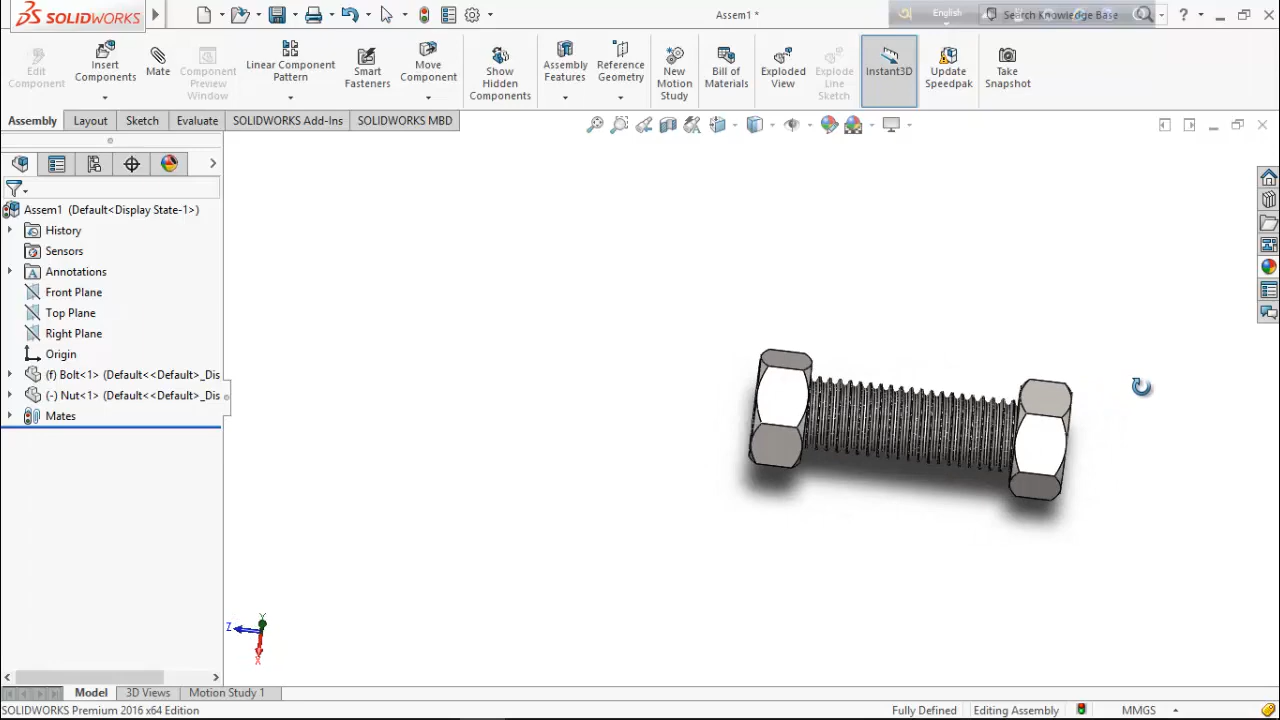 SOLIDWORKS
Assem1 *
English
Search Knowledge Base
?
Edit Component
Insert Components
Mate
Component Preview Window
Linear Component Pattern
Smart Fasteners
Move Component
Show Hidden Components
Assembly Features
Reference Geometry
New Motion Study
Bill of Materials
Exploded View
Explode Line Sketch
Instant3D
Update Speedpak
Take Snapshot
Assembly Layout Sketch Evaluate SOLIDWORKS Add-Ins SOLIDWORKS MBD
Assem1 (Default<Display State-1>)
History
Sensors
Annotations
Front Plane
Top Plane
Right Plane
Origin
(f) bolt<1> (Default<<Default>_Dis
(-) Nut<1> (Default<<Default>_Dis
Mates
Y
Z
X
Model 3D Views Motion Study 1
SOLIDWORKS Premium 2016 x64 Edition
Fully Defined Editing Assembly MMGS